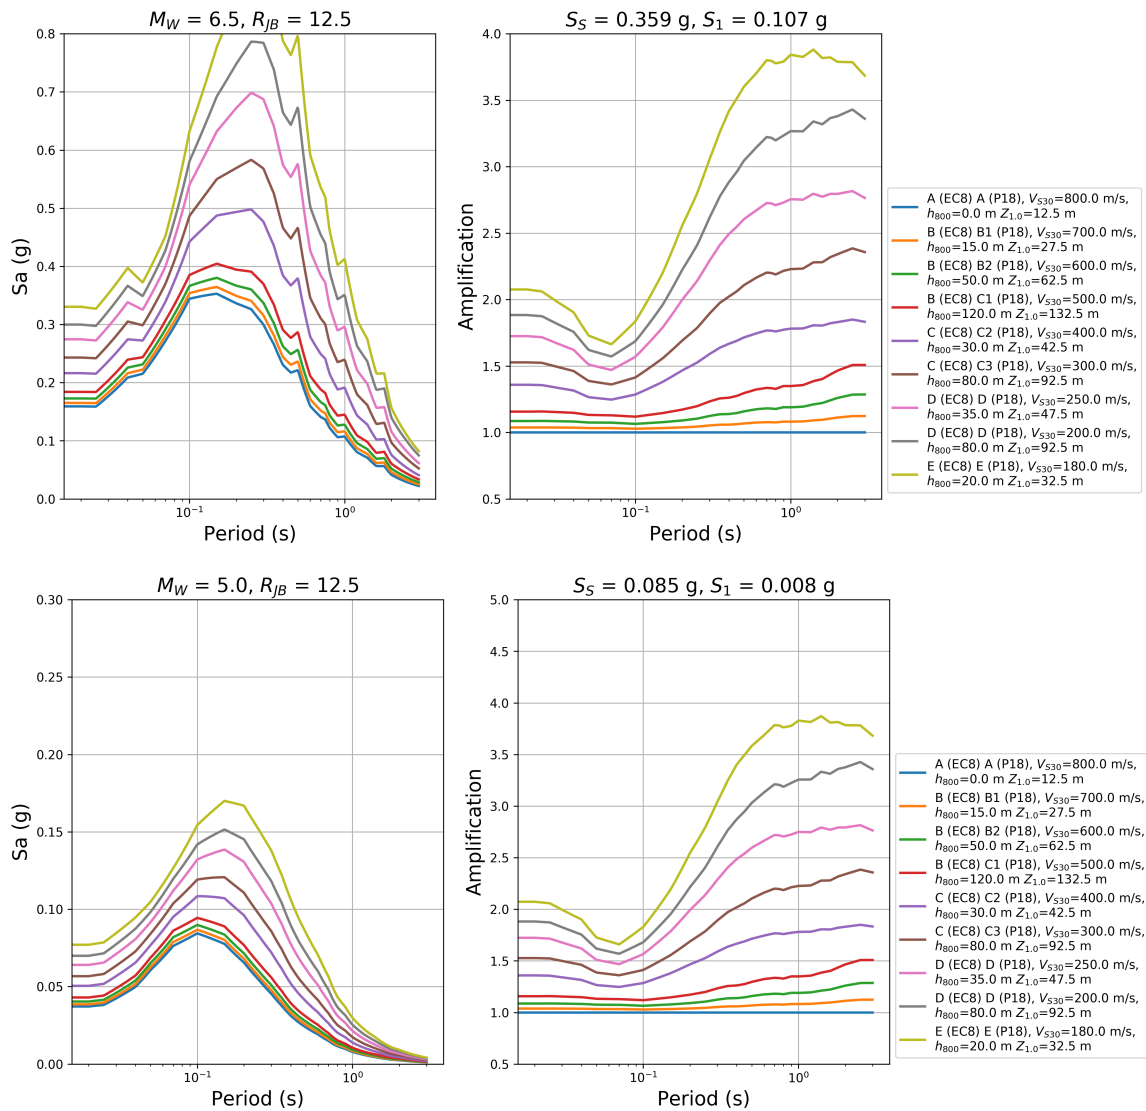 M_W = 6.5, R_JB = 12.5
0.8
0.7
0.6
0.5
0.4
0.3
0.2
0.1
0.0
Sa (g)
10⁻¹
10⁰
Period (s)
S_S = 0.359 g, S_1 = 0.107 g
4.0
3.5
3.0
2.5
2.0
1.5
1.0
0.5
Amplification
10⁻¹
10⁰
Period (s)
A (EC8) A (P18), V_S30=800.0 m/s,
h_800=0.0 m Z_1.0=12.5 m
B (EC8) B1 (P18), V_S30=700.0 m/s,
h_800=15.0 m Z_1.0=27.5 m
B (EC8) B2 (P18), V_S30=600.0 m/s,
h_800=50.0 m Z_1.0=62.5 m
B (EC8) C1 (P18), V_S30=500.0 m/s,
h_800=120.0 m Z_1.0=132.5 m
C (EC8) C2 (P18), V_S30=400.0 m/s,
h_800=30.0 m Z_1.0=42.5 m
C (EC8) C3 (P18), V_S30=300.0 m/s,
h_800=80.0 m Z_1.0=92.5 m
D (EC8) D (P18), V_S30=250.0 m/s,
h_800=35.0 m Z_1.0=47.5 m
D (EC8) D (P18), V_S30=200.0 m/s,
h_800=80.0 m Z_1.0=92.5 m
E (EC8) E (P18), V_S30=180.0 m/s,
h_800=20.0 m Z_1.0=32.5 m
M_W = 5.0, R_JB = 12.5
0.30
0.25
0.20
0.15
0.10
0.05
0.00
Sa (g)
10⁻¹
10⁰
Period (s)
S_S = 0.085 g, S_1 = 0.008 g
5.0
4.5
4.0
3.5
3.0
2.5
2.0
1.5
1.0
0.5
Amplification
10⁻¹
10⁰
Period (s)
A (EC8) A (P18), V_S30=800.0 m/s,
h_800=0.0 m Z_1.0=12.5 m
B (EC8) B1 (P18), V_S30=700.0 m/s,
h_800=15.0 m Z_1.0=27.5 m
B (EC8) B2 (P18), V_S30=600.0 m/s,
h_800=50.0 m Z_1.0=62.5 m
B (EC8) C1 (P18), V_S30=500.0 m/s,
h_800=120.0 m Z_1.0=132.5 m
C (EC8) C2 (P18), V_S30=400.0 m/s,
h_800=30.0 m Z_1.0=42.5 m
C (EC8) C3 (P18), V_S30=300.0 m/s,
h_800=80.0 m Z_1.0=92.5 m
D (EC8) D (P18), V_S30=250.0 m/s,
h_800=35.0 m Z_1.0=47.5 m
D (EC8) D (P18), V_S30=200.0 m/s,
h_800=80.0 m Z_1.0=92.5 m
E (EC8) E (P18), V_S30=180.0 m/s,
h_800=20.0 m Z_1.0=32.5 m